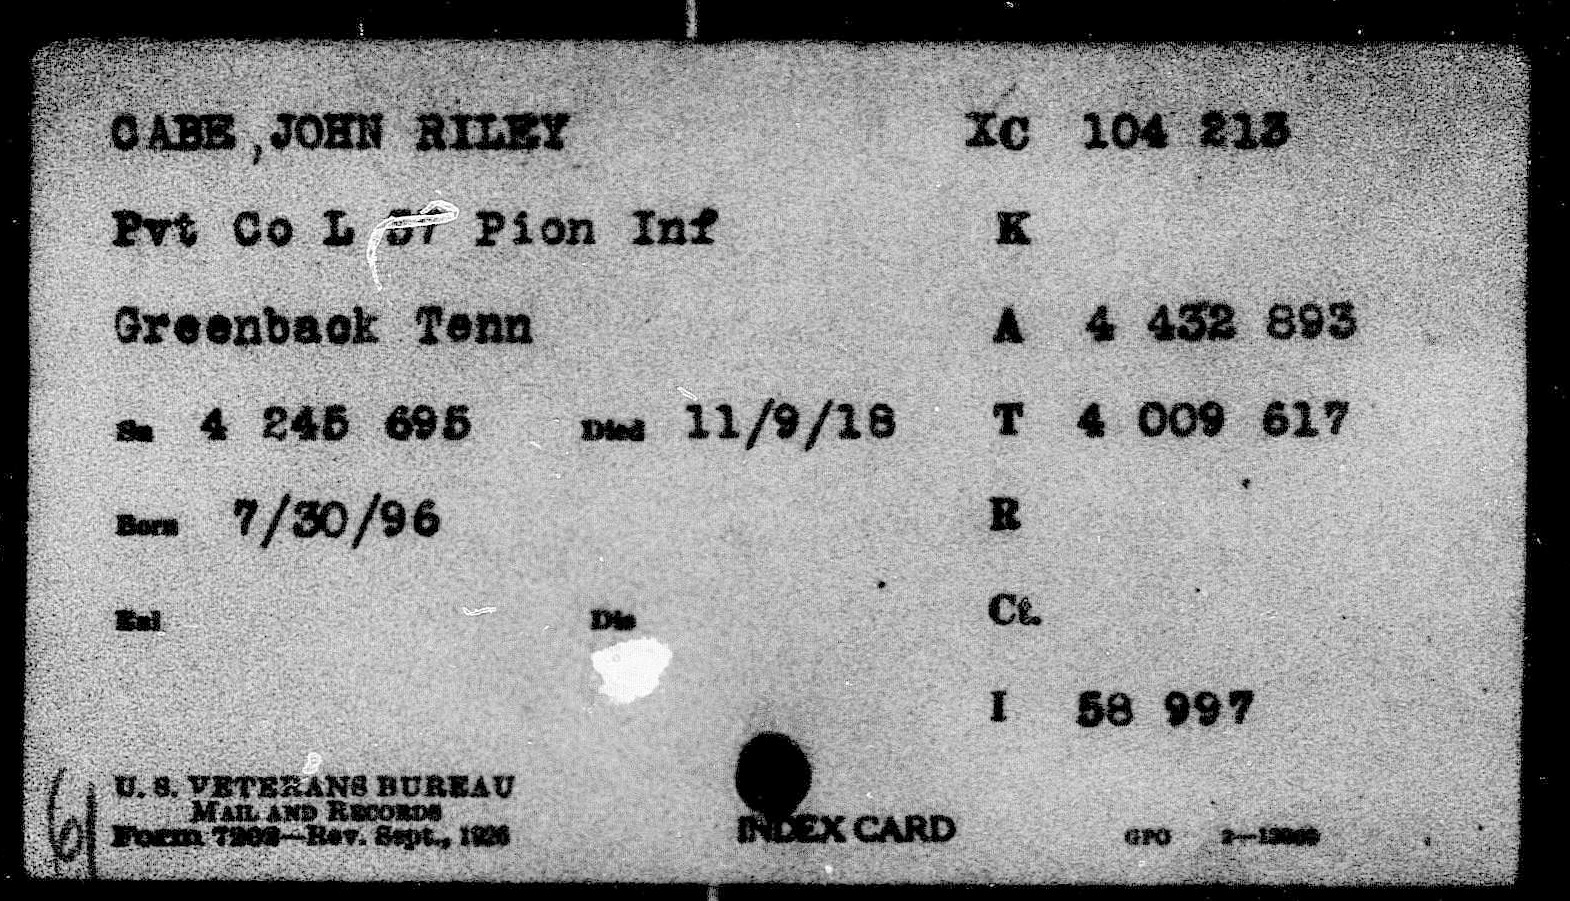 CABE, JOHN RILEY XC 104 213
Pvt Co L 57 Pion Inf K
Greenback Tenn A 4 432 893
Sn 4 245 695 Died 11/9/18 T 4 009 617
Born 7/30/96 R
Enl Dis Ct.
I 58 997
U. S. VETERANS BUREAU
MAIL AND RECORDS
Form 7202—Rev. Sept., 1926
INDEX CARD GPO
61